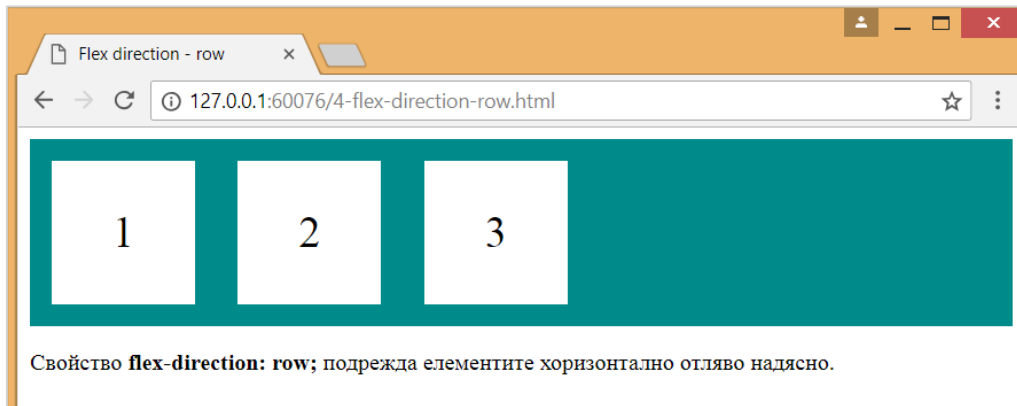 Flex direction - row
127.0.0.1:60076/4-flex-direction-row.html
1 2 3
Свойство flex-direction: row; подрежда елементите хоризонтално отляво надясно.